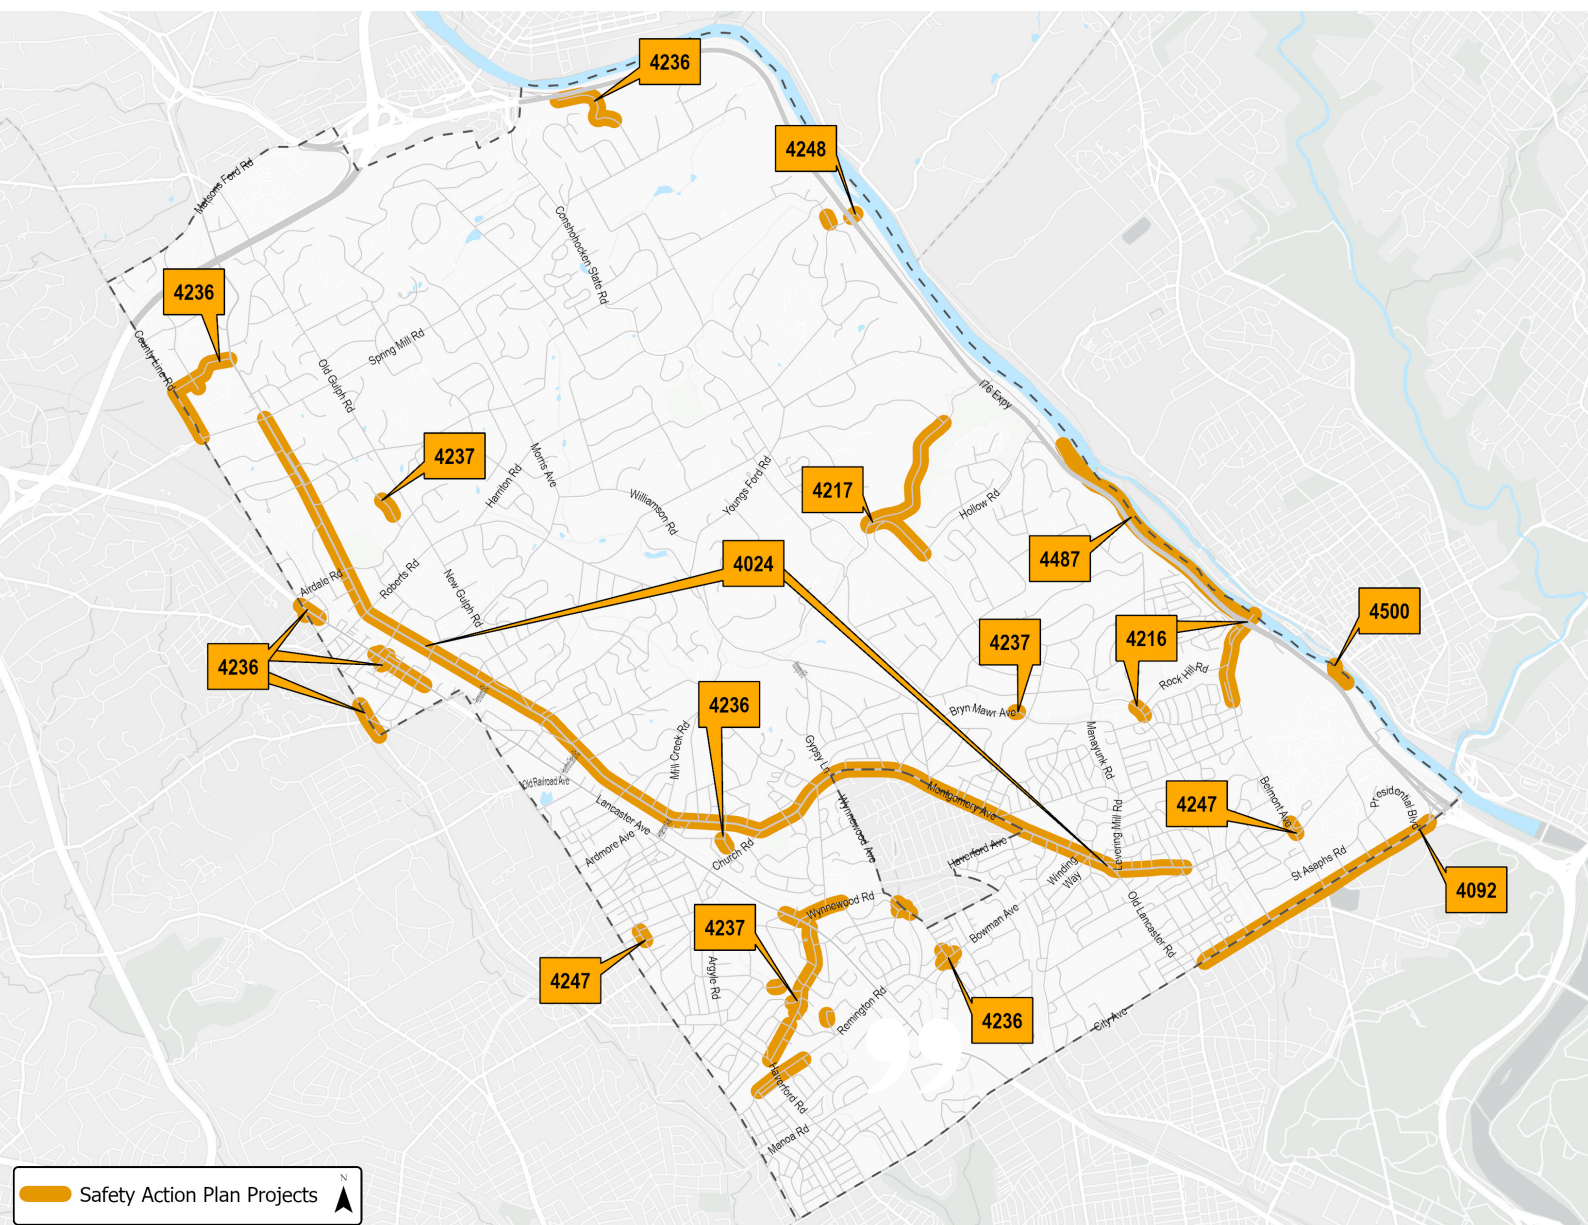 4236
4248
Matsons Ford Rd
Conshohocken State Rd
4236
County Line Rd
Spring Mill Rd
Old Gulph Rd
I76 Expy
4237
Morris Ave
Harriton Rd
Youngs Ford Rd
Williamson Rd
4217
Hollow Rd
4487
4024
Airdale Rd
Roberts Rd
New Gulph Rd
4500
4216
4237
4236
Rock Hill Rd
Bryn Mawr Ave
4236
Mill Creek Rd
Gypsy Ln
Manayunk Rd
Old Railroad Ave
Lancaster Ave
Montgomery Ave
4247
Belmont Ave
Presidential Blvd
Ardmore Ave
Church Rd
Wynnewood Ave
Haverford Ave
Levering Mill Rd
Winding
Way
St Asaphs Rd
4092
Wynnewood Rd
Bowman Ave
Old Lancaster Rd
4237
4247
Argyle Rd
Remington Rd
4236
City Ave
Haverford Rd
Manoa Rd
N
Safety Action Plan Projects